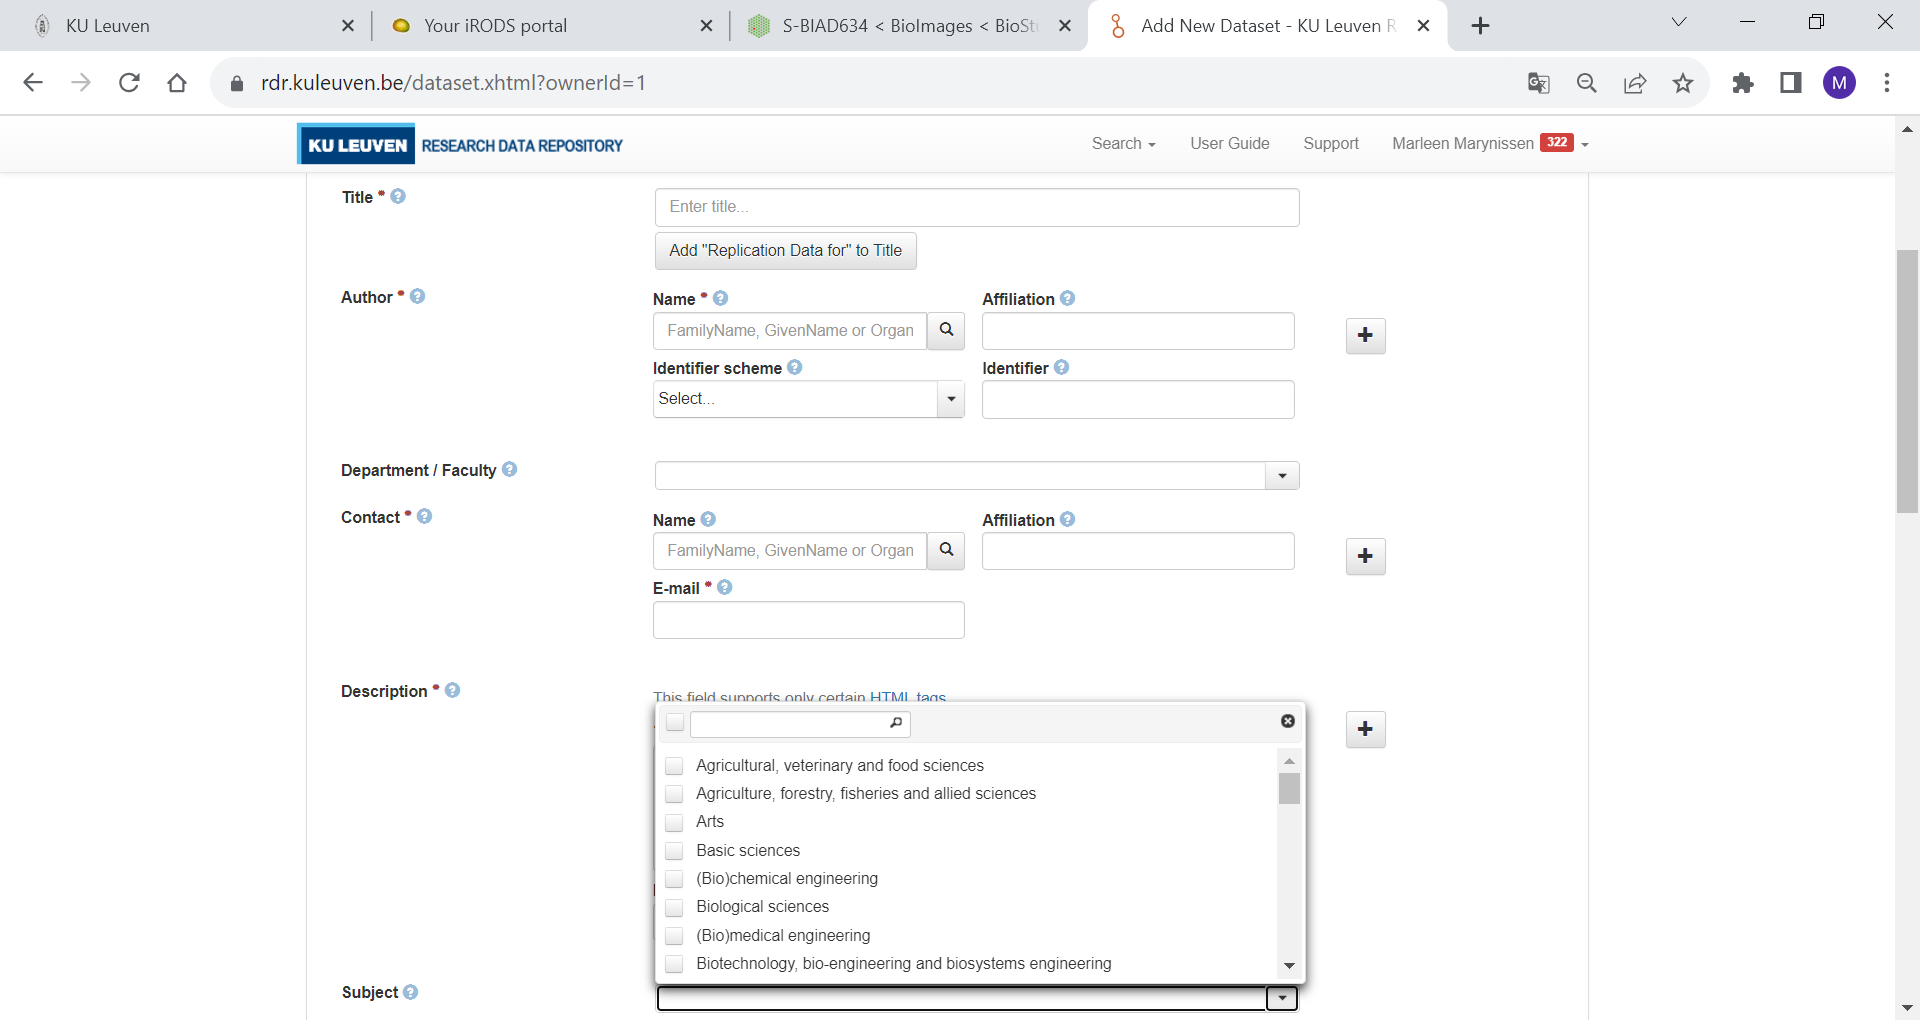 KU Leuven
Your iRODS portal
S-BIAD634 < BioImages < BioStu
Add New Dataset - KU Leuven R
rdr.kuleuven.be/dataset.xhtml?ownerId=1
M
KU LEUVEN RESEARCH DATA REPOSITORY
Search
User Guide
Support
Marleen Marynissen 322
Title *
Enter title...
Add "Replication Data for" to Title
Author *
Name *
Affiliation
FamilyName, GivenName or Organ
Identifier scheme
Identifier
Select...
Department / Faculty
Contact *
Name
Affiliation
FamilyName, GivenName or Organ
E-mail *
Description *
This field supports only certain HTML tags
Agricultural, veterinary and food sciences
Agriculture, forestry, fisheries and allied sciences
Arts
Basic sciences
(Bio)chemical engineering
Biological sciences
(Bio)medical engineering
Biotechnology, bio-engineering and biosystems engineering
Subject